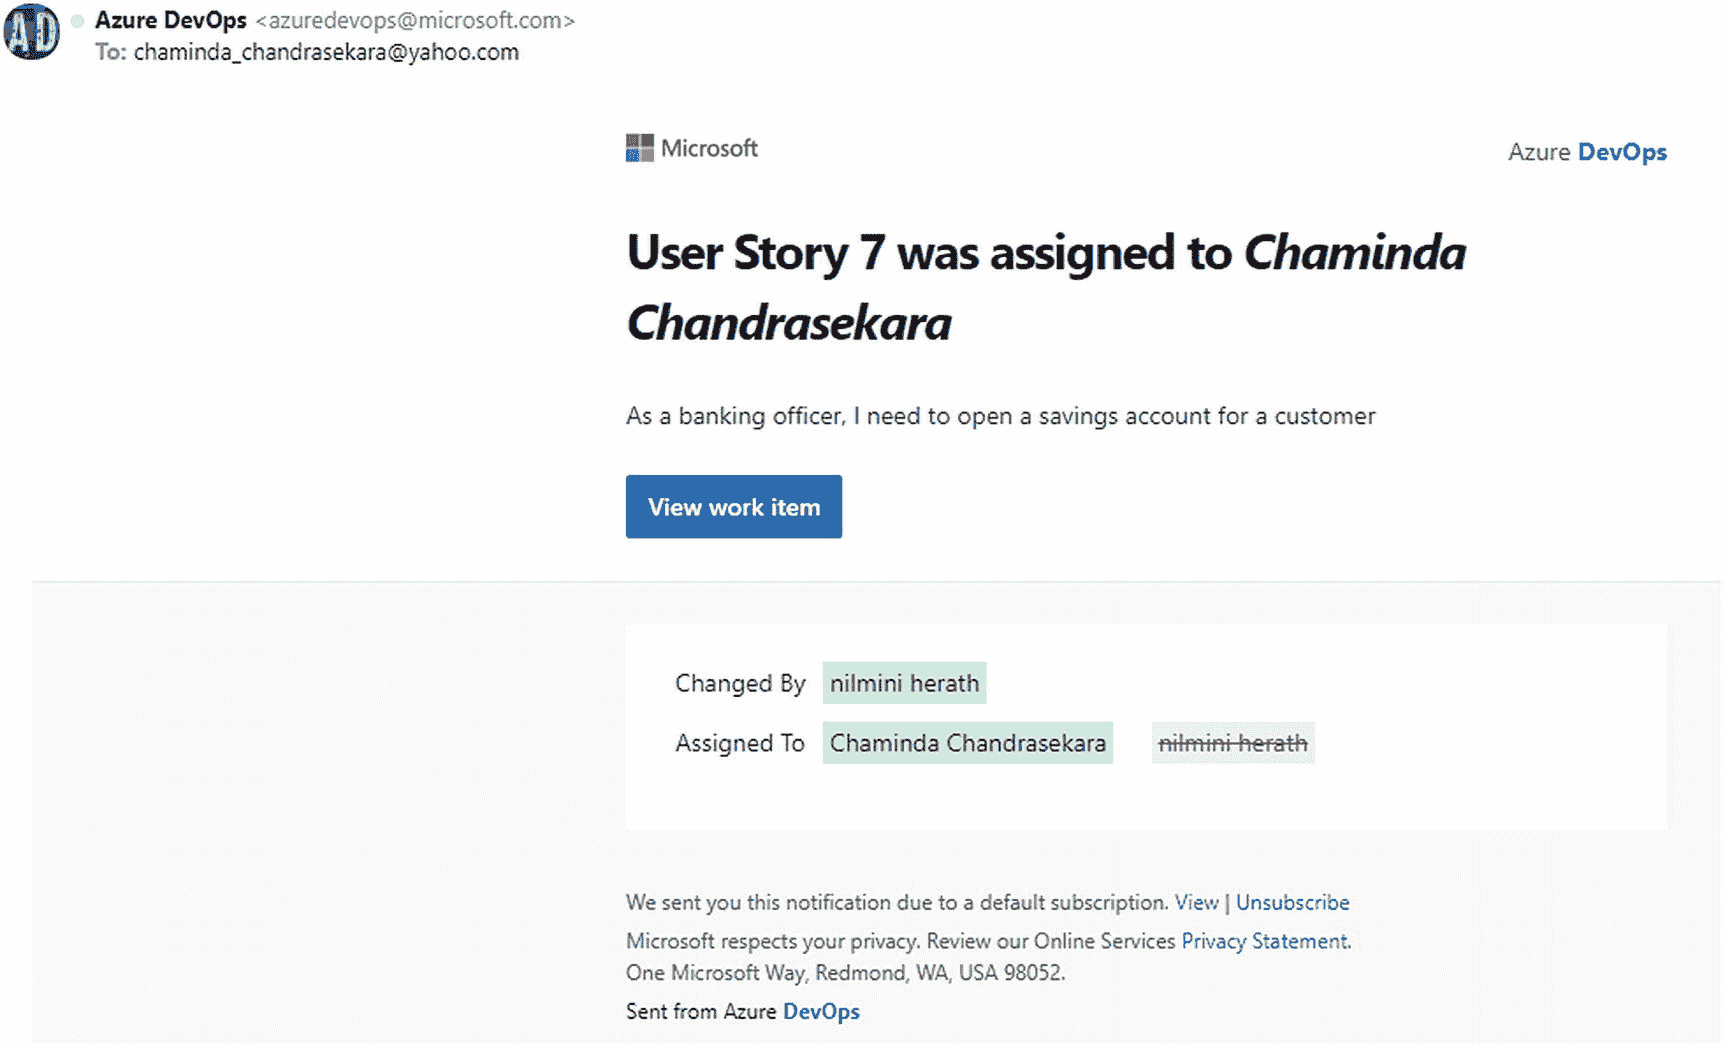 AD
Azure DevOps <azuredevops@microsoft.com>
To: chaminda_chandrasekara@yahoo.com
Microsoft
Azure DevOps
User Story 7 was assigned to Chaminda
Chandrasekara
As a banking officer, I need to open a savings account for a customer
View work item
Changed By nilmini herath
Assigned To Chaminda Chandrasekara nilmini herath
We sent you this notification due to a default subscription. View | Unsubscribe
Microsoft respects your privacy. Review our Online Services Privacy Statement.
One Microsoft Way, Redmond, WA, USA 98052.
Sent from Azure DevOps